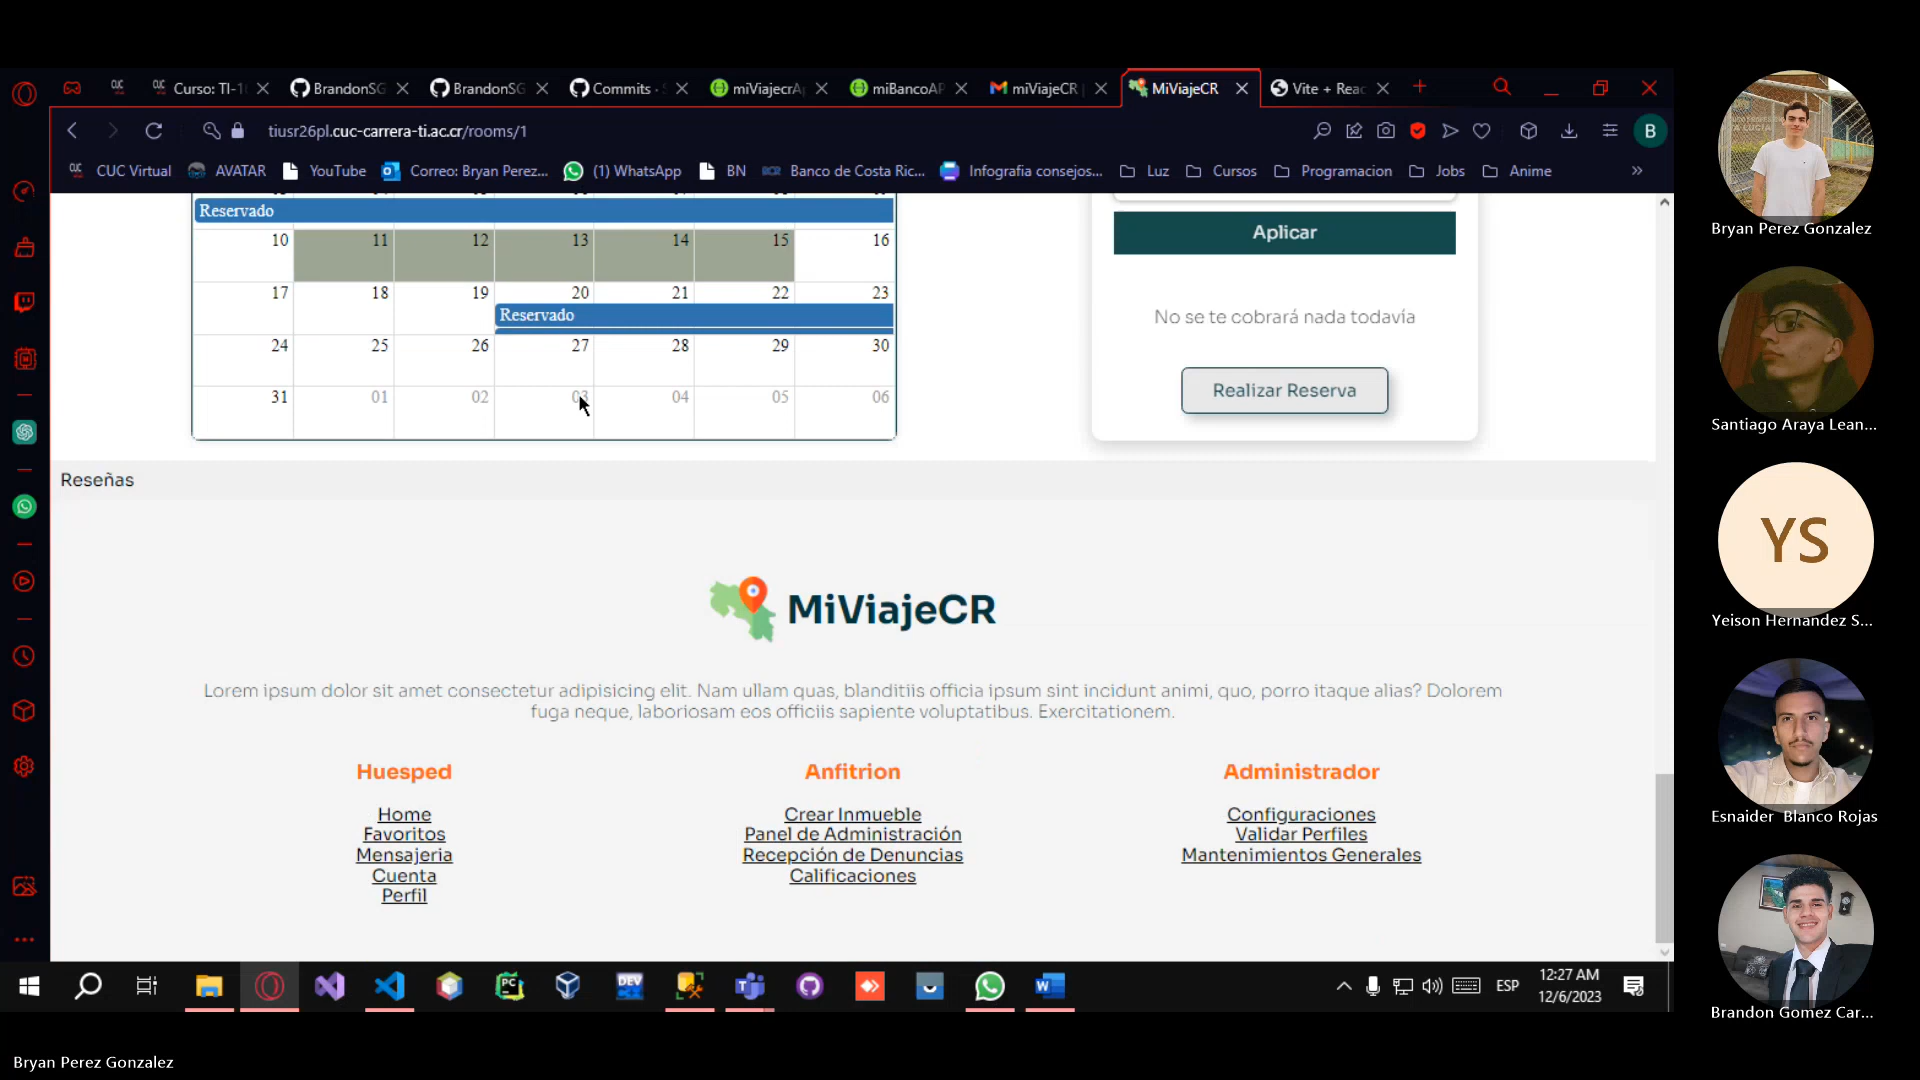 Curso: TI-1
BrandonSG
BrandonSG
Commits ·
miViajecrA
miBancoAP
miViajeCR |
MiViajeCR
Vite + Reac
tiusr26pl.cuc-carrera-ti.ac.cr/rooms/1
B
CUC Virtual
AVATAR
YouTube
Correo: Bryan Perez...
(1) WhatsApp
BN
Banco de Costa Ric...
Infografia consejos...
Luz
Cursos
Programacion
Jobs
Anime
»
Reservado
10 11 12 13 14 15 16
17 18 19 20 21 22 23
Reservado
24 25 26 27 28 29 30
31 01 02 03 04 05 06
Aplicar
No se te cobrará nada todavía
Realizar Reserva
Reseñas
MiViajeCR
Lorem ipsum dolor sit amet consectetur adipisicing elit. Nam ullam quas, blanditiis officia ipsum sint incidunt animi, quo, porro itaque alias? Dolorem
fuga neque, laboriosam eos officiis sapiente voluptatibus. Exercitationem.
Huesped
Home
Favoritos
Mensajeria
Cuenta
Perfil
Anfitrion
Crear Inmueble
Panel de Administración
Recepción de Denuncias
Calificaciones
Administrador
Configuraciones
Validar Perfiles
Mantenimientos Generales
ESP
12:27 AM
12/6/2023
Bryan Perez Gonzalez
Santiago Araya Lean...
YS
Yeison Hernandez S...
Esnaider Blanco Rojas
Brandon Gomez Car...
Bryan Perez Gonzalez